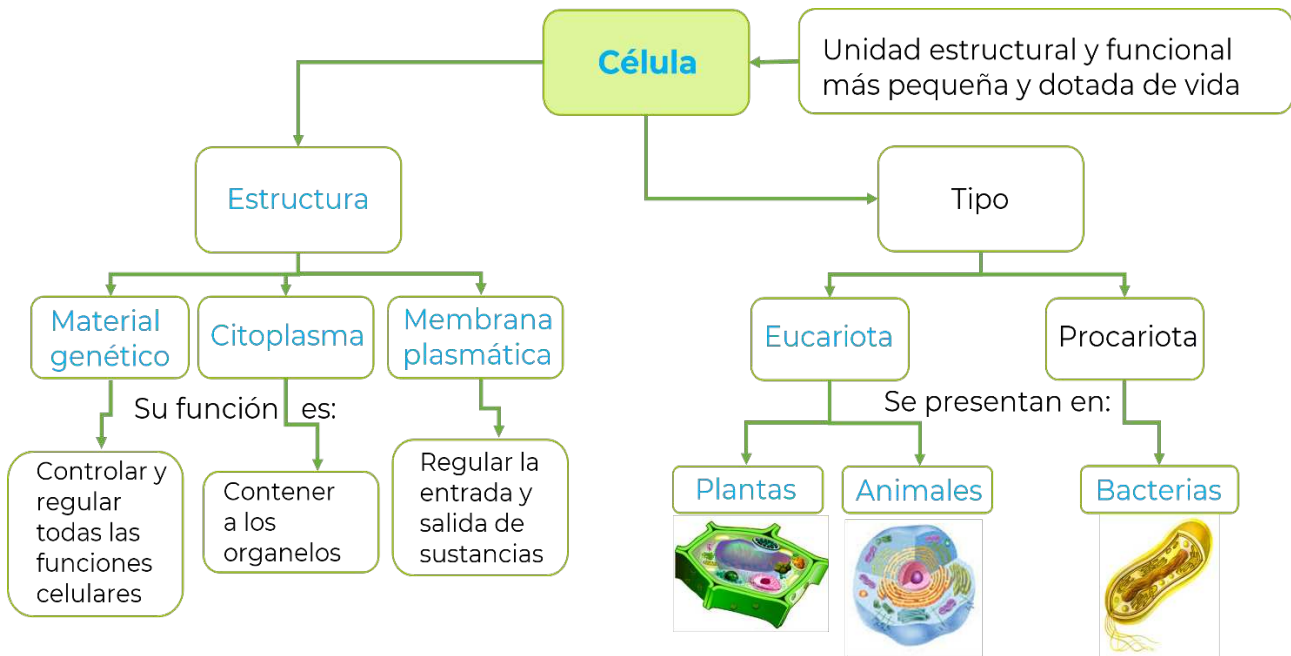 Célula
Unidad estructural y funcional
más pequeña y dotada de vida
Estructura
Tipo
Material
genético
Citoplasma
Membrana
plasmática
Eucariota
Procariota
Su función es:
Se presentan en:
Controlar y
regular
todas las
funciones
celulares
Contener
a los
organelos
Regular la
entrada y
salida de
sustancias
Plantas
Animales
Bacterias